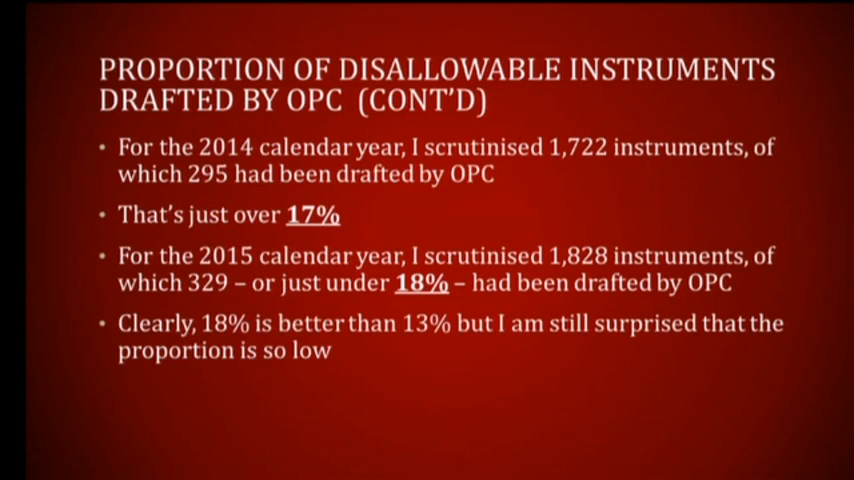 PROPORTION OF DISALLOWABLE INSTRUMENTS
DRAFTED BY OPC (CONT'D)
• For the 2014 calendar year, I scrutinised 1,722 instruments, of
which 295 had been drafted by OPC
• That's just over 17%
• For the 2015 calendar year, I scrutinised 1,828 instruments, of
which 329 – or just under 18% – had been drafted by OPC
• Clearly, 18% is better than 13% but I am still surprised that the
proportion is so low